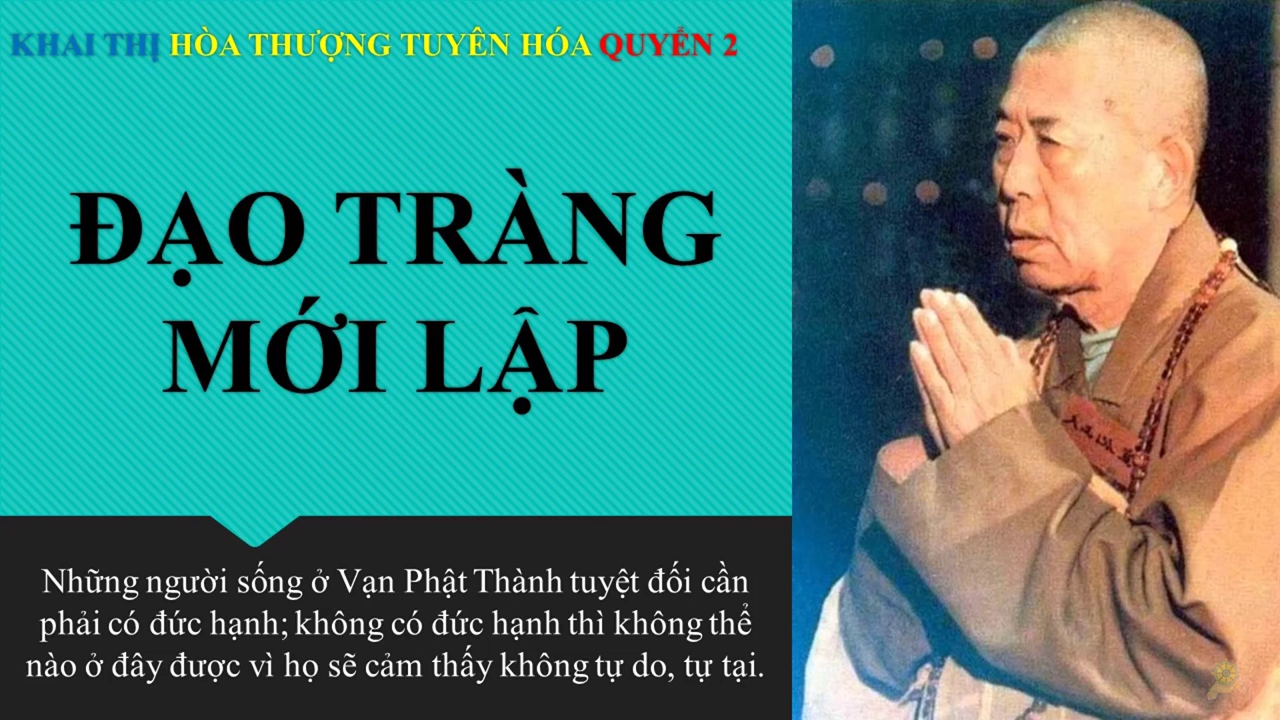 KHAI THỊ HÒA THƯỢNG TUYÊN HÓA QUYỂN 2
ĐẠO TRÀNG
MỚI LẬP
Những người sống ở Vạn Phật Thành tuyệt đối cần
phải có đức hạnh; không có đức hạnh thì không thể
nào ở đây được vì họ sẽ cảm thấy không tự do, tự tại.